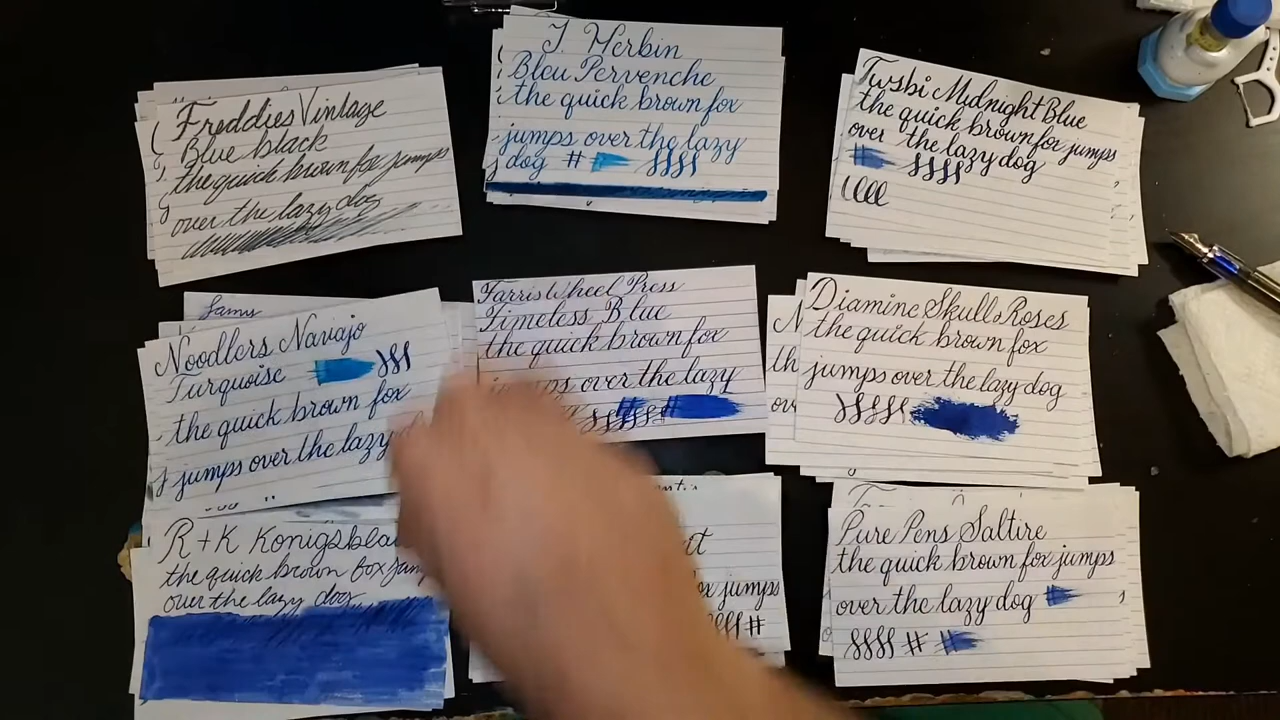 Freddies Vintage
Blue black
the quick brown fox jumps
over the lazy dog
J. Herbin
Bleu Pervenche
the quick brown fox
jumps over the lazy
dog #
Twsbi Midnight Blue
the quick brown fox jumps
over the lazy dog
Lamy
Noodlers Navajo
Turquoise
the quick brown fox
jumps over the lazy
Farris Wheel Press
Timeless Blue
the quick brown fox
jumps over the lazy
N
th
ov
Diamine Skull & Roses
the quick brown fox
jumps over the lazy dog
R+K
the quick brown fox
over the lazy dog
jumps
#
Pure Pens Saltire
the quick brown fox jumps
over the lazy dog
#